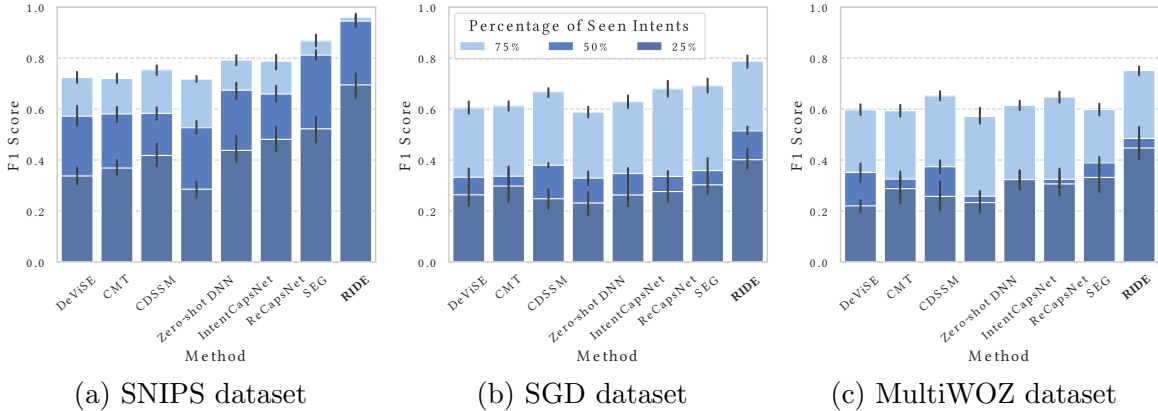 1.0
0.8
0.6
0.4
0.2
0.0
F1 Score
DeViSE
CMT
CDSSM
Zero-shot DNN
IntentCapsNet
ReCapsNet
SEG
RIDE
Method
(a) SNIPS dataset
Percentage of Seen Intents
75% 50% 25%
1.0
0.8
0.6
0.4
0.2
0.0
F1 Score
DeViSE
CMT
CDSSM
Zero-shot DNN
IntentCapsNet
ReCapsNet
SEG
RIDE
Method
(b) SGD dataset
1.0
0.8
0.6
0.4
0.2
0.0
F1 Score
DeViSE
CMT
CDSSM
Zero-shot DNN
IntentCapsNet
ReCapsNet
SEG
RIDE
Method
(c) MultiWOZ dataset